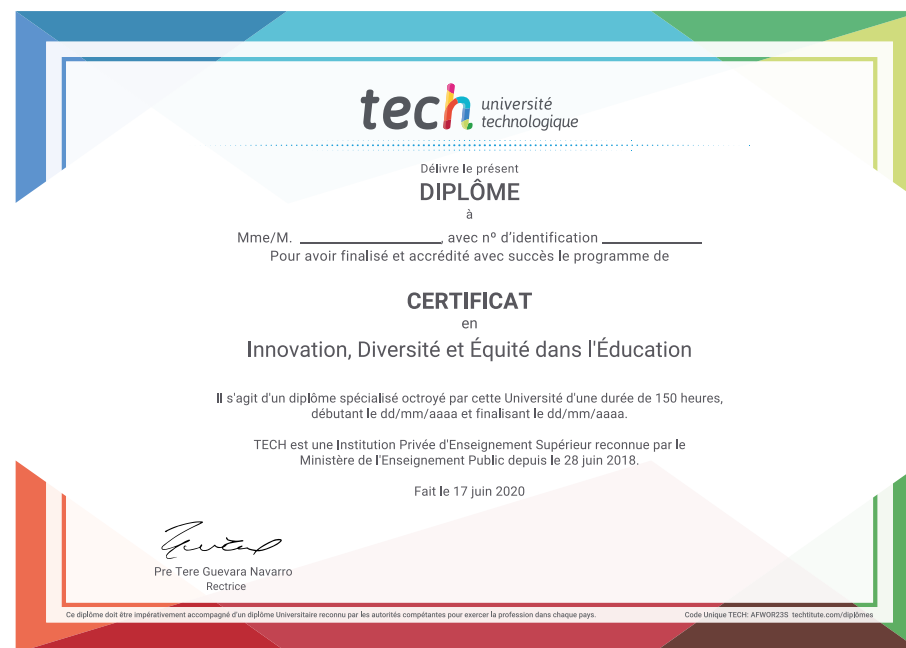 tech université
technologique
Délivre le présent
DIPLÔME
à
Mme/M. ____________, avec nº d'identification ____________
Pour avoir finalisé et accrédité avec succès le programme de
CERTIFICAT
en
Innovation, Diversité et Équité dans l'Éducation
Il s'agit d'un diplôme spécialisé octroyé par cette Université d'une durée de 150 heures,
débutant le dd/mm/aaaa et finalisant le dd/mm/aaaa.
TECH est une Institution Privée d'Enseignement Supérieur reconnue par le
Ministère de l'Enseignement Public depuis le 28 juin 2018.
Fait le 17 juin 2020
Pre Tere Guevara Navarro
Rectrice
Ce diplôme doit être impérativement accompagné d'un diplôme Universitaire reconnu par les autorités compétantes pour exercer la profession dans chaque pays.
Code Unique TECH: AFWOR23S techtitute.com/diplômes